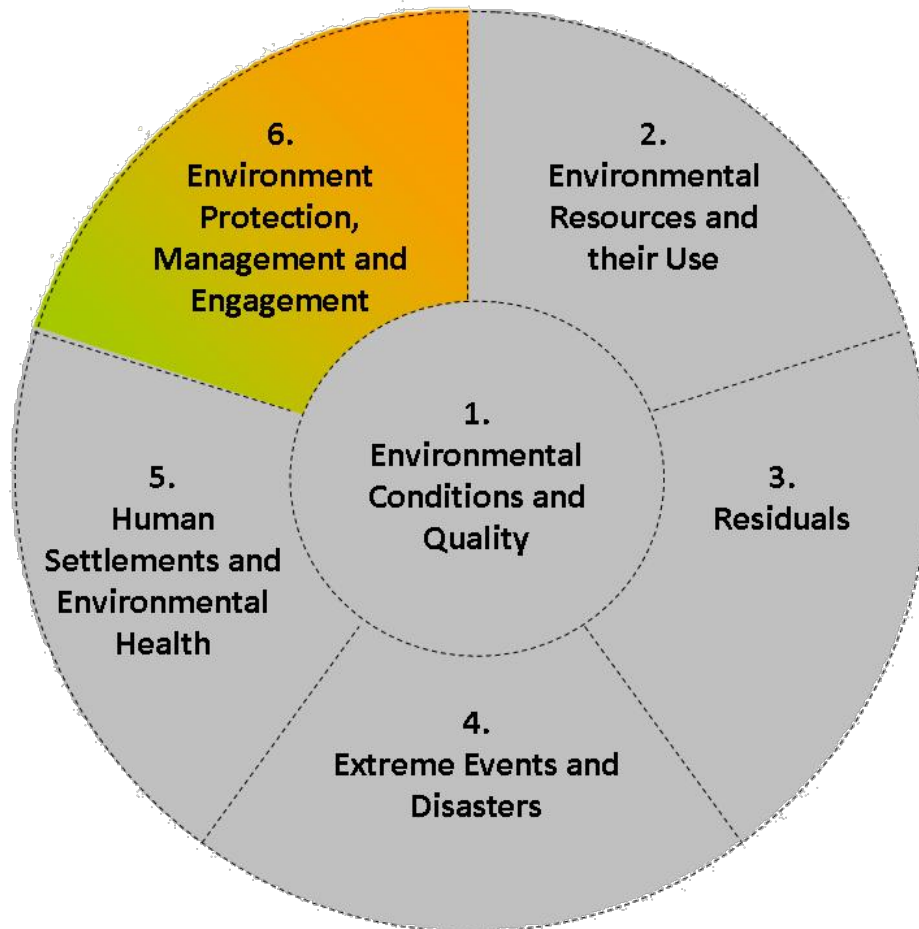 1.
Environmental
Conditions and
Quality
2.
Environmental
Resources and
their Use
3.
Residuals
4.
Extreme Events and
Disasters
5.
Human
Settlements and
Environmental
Health
6.
Environment
Protection,
Management and
Engagement